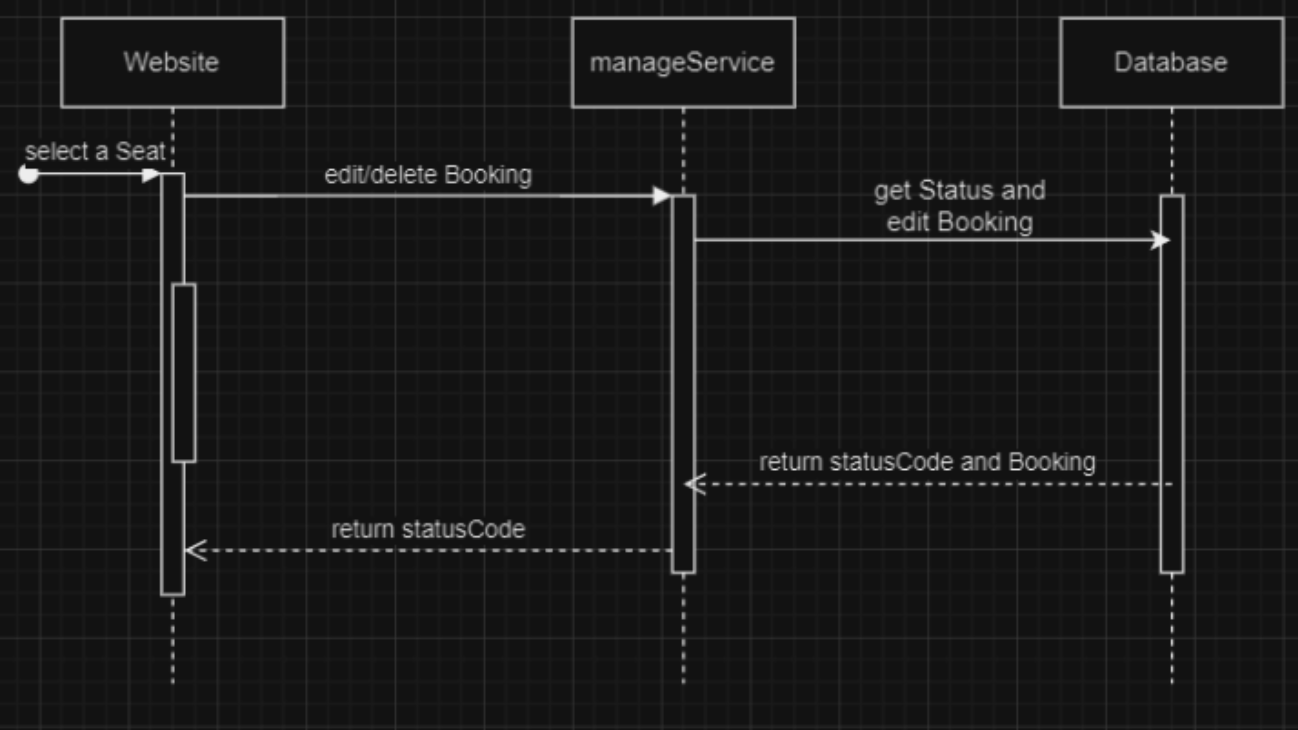 Website
manageService
Database
select a Seat
edit/delete Booking
get Status and
edit Booking
return statusCode and Booking
return statusCode